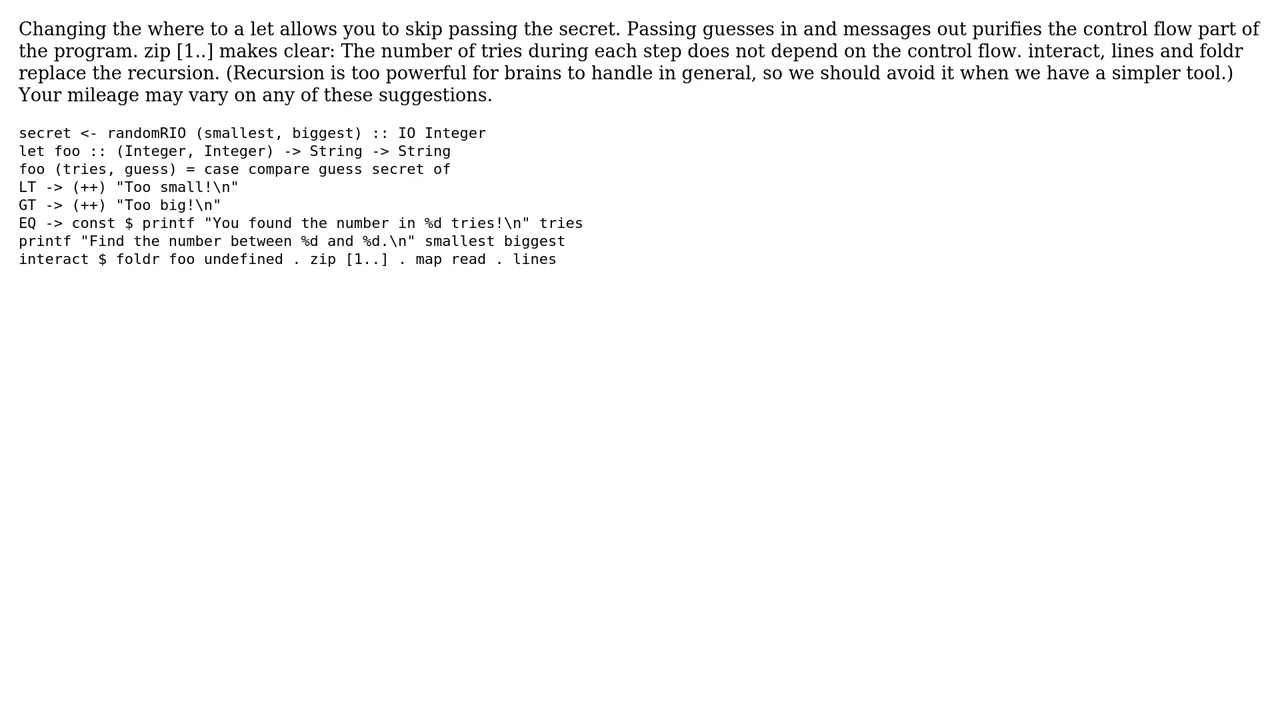 Changing the where to a let allows you to skip passing the secret. Passing guesses in and messages out purifies the control flow part of
the program. zip [1..] makes clear: The number of tries during each step does not depend on the control flow. interact, lines and foldr
replace the recursion. (Recursion is too powerful for brains to handle in general, so we should avoid it when we have a simpler tool.)
Your mileage may vary on any of these suggestions.
secret <- randomRIO (smallest, biggest) :: IO Integer
let foo :: (Integer, Integer) -> String -> String
foo (tries, guess) = case compare guess secret of
LT -> (++) "Too small!\n"
GT -> (++) "Too big!\n"
EQ -> const $ printf "You found the number in %d tries!\n" tries
printf "Find the number between %d and %d.\n" smallest biggest
interact $ foldr foo undefined . zip [1..] . map read . lines